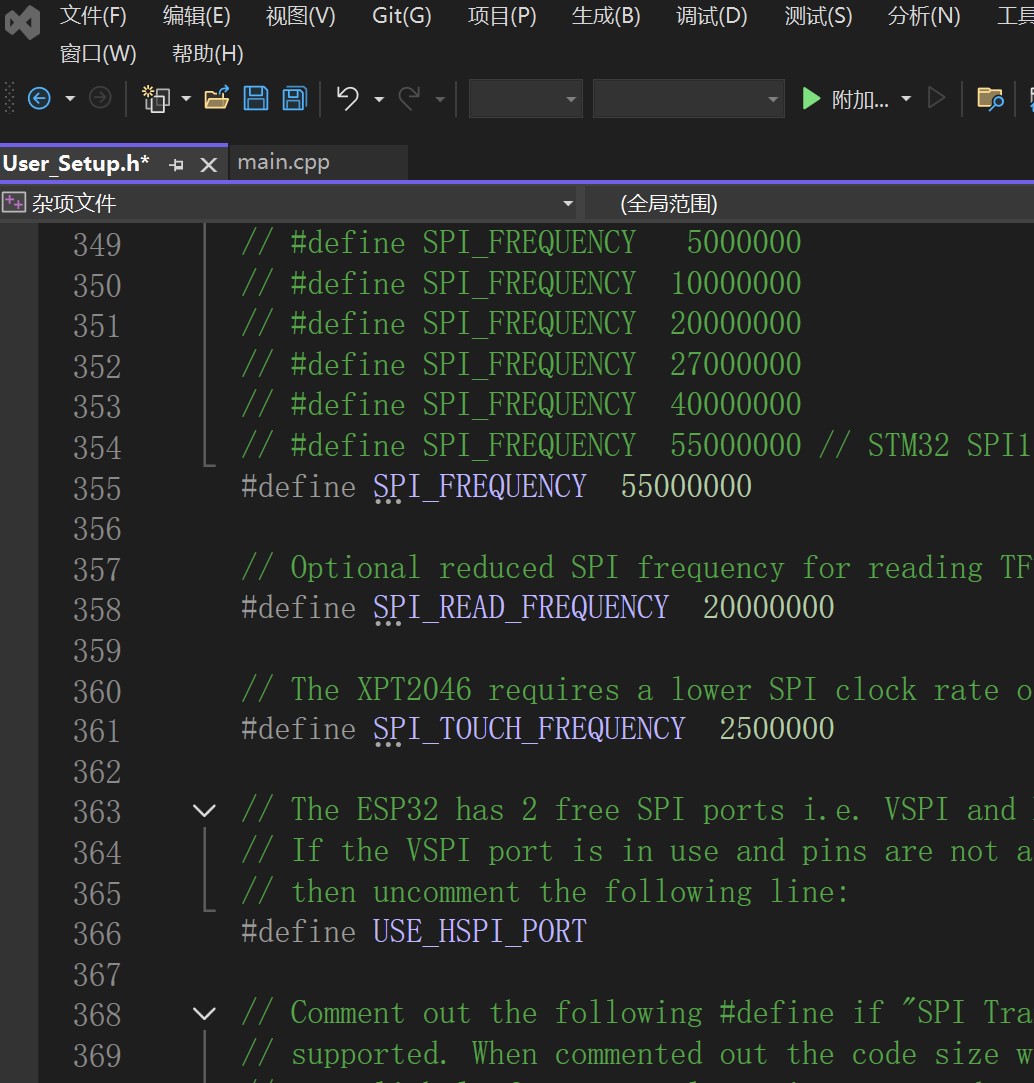 文件(F) 编辑(E) 视图(V) Git(G) 项目(P) 生成(B) 调试(D) 测试(S) 分析(N) 工具
窗口(W) 帮助(H)
附加...
User_Setup.h* main.cpp
杂项文件 (全局范围)
349 // #define SPI_FREQUENCY 5000000
350 // #define SPI_FREQUENCY 10000000
351 // #define SPI_FREQUENCY 20000000
352 // #define SPI_FREQUENCY 27000000
353 // #define SPI_FREQUENCY 40000000
354 // #define SPI_FREQUENCY 55000000 // STM32 SPI1
355 #define SPI_FREQUENCY 55000000
356
357 // Optional reduced SPI frequency for reading TF
358 #define SPI_READ_FREQUENCY 20000000
359
360 // The XPT2046 requires a lower SPI clock rate o
361 #define SPI_TOUCH_FREQUENCY 2500000
362
363 // The ESP32 has 2 free SPI ports i.e. VSPI and
364 // If the VSPI port is in use and pins are not a
365 // then uncomment the following line:
366 #define USE_HSPI_PORT
367
368 // Comment out the following #define if "SPI Tra
369 // supported. When commented out the code size w